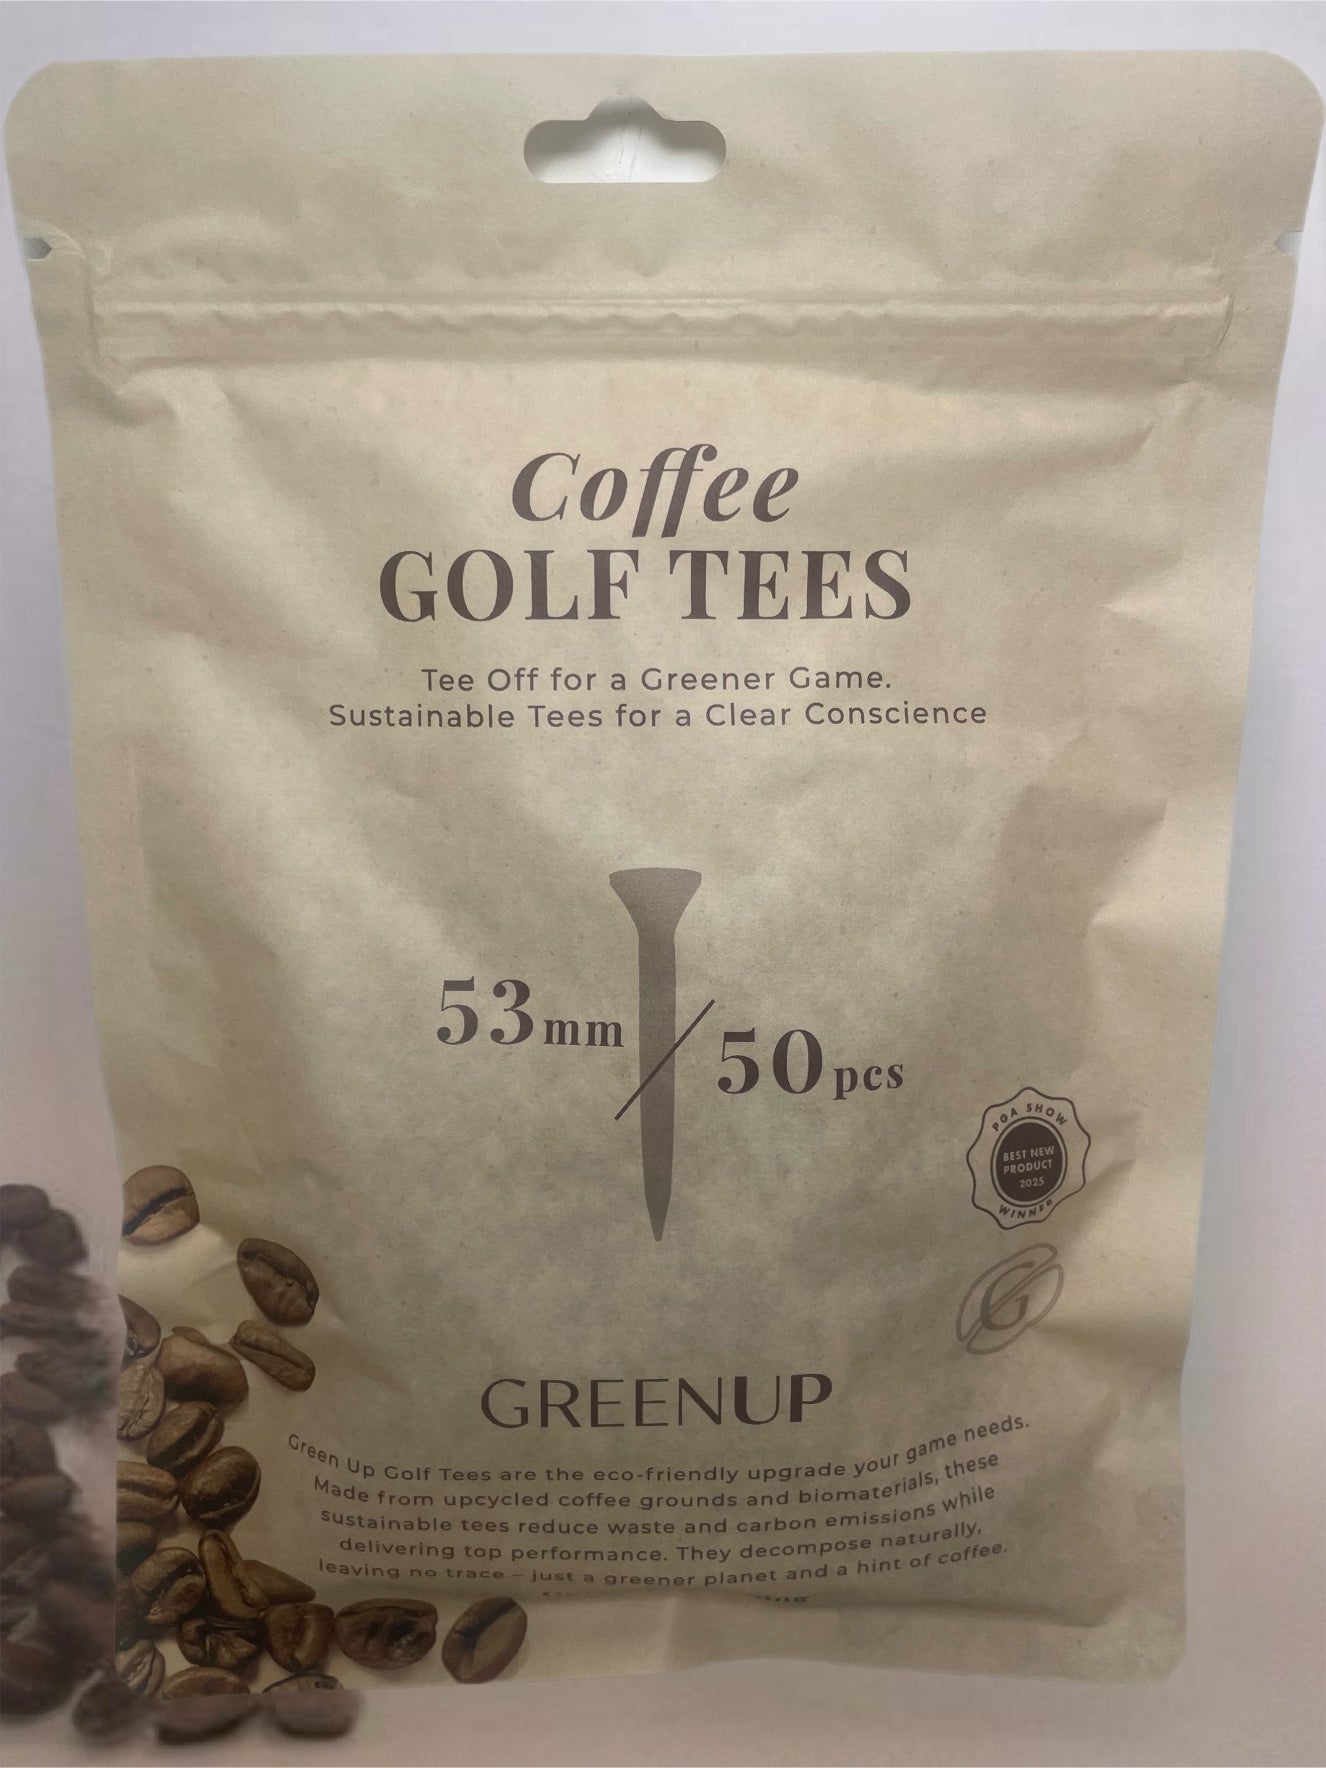 Coffee
GOLF TEES
Tee Off for a Greener Game.
Sustainable Tees for a Clear Conscience
53mm
50pcs
PGA SHOW
BEST NEW
PRODUCT
2025
WINNER
G
GREENUP
Green Up Golf Tees are the eco-friendly upgrade your game needs.
Made from upcycled coffee grounds and biomaterials, these
sustainable tees reduce waste and carbon emissions while
delivering top performance. They decompose naturally,
leaving no trace – just a greener planet and a hint of coffee.